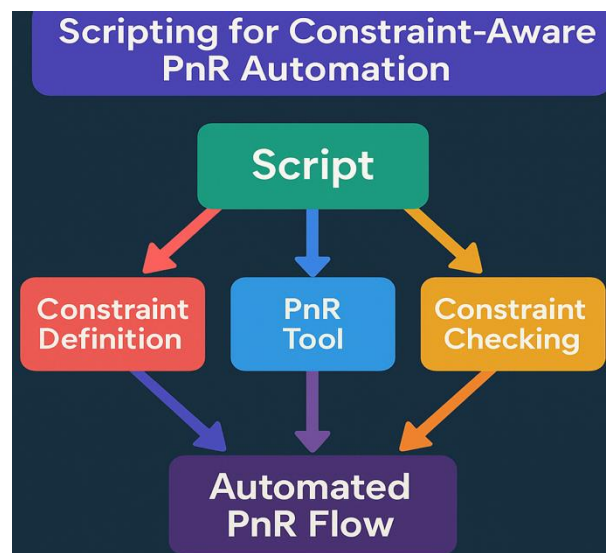 Scripting for Constraint-Aware
PnR Automation
Script
Constraint
Definition
PnR
Tool
Constraint
Checking
Automated
PnR Flow